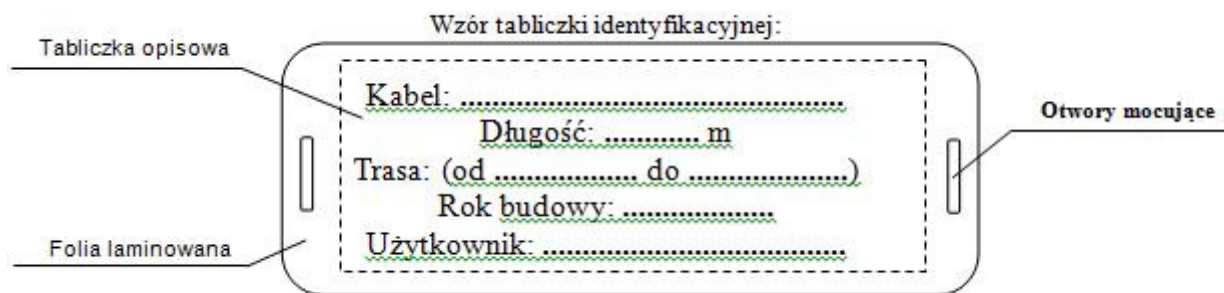 Wzór tabliczki identyfikacyjnej:
Tabliczka opisowa
Kabel: ................................................
Długość: ............ m
Otwory mocujące
Trasa: (od .................. do ....................)
Rok budowy: ...................
Folia laminowana
Użytkownik: ......................................